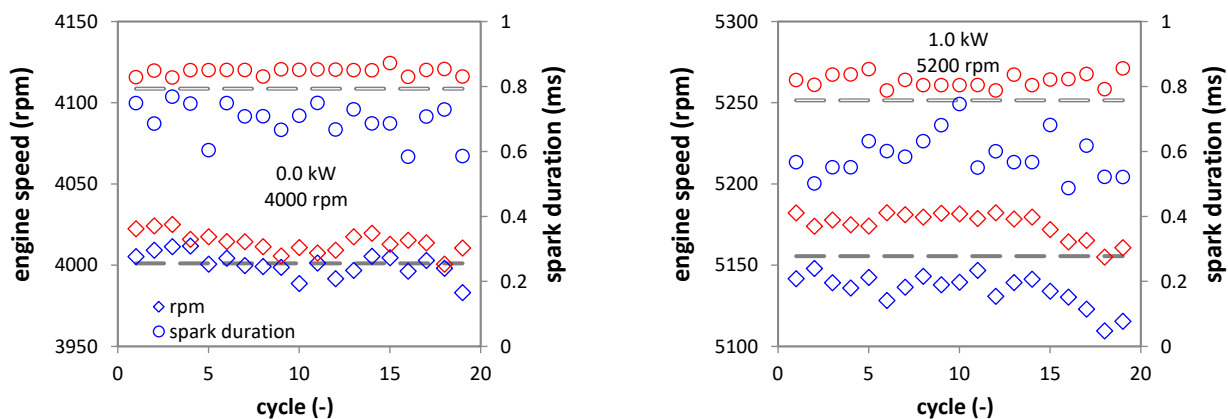 4150
4100
4050
4000
3950
engine speed (rpm)
1
0.8
0.6
0.4
0.2
0
spark duration (ms)
0.0 kW
4000 rpm
rpm
spark duration
0
5
10
15
20
cycle (-)
5300
5250
5200
5150
5100
engine speed (rpm)
1
0.8
0.6
0.4
0.2
0
spark duration (ms)
1.0 kW
5200 rpm
0
5
10
15
20
cycle (-)